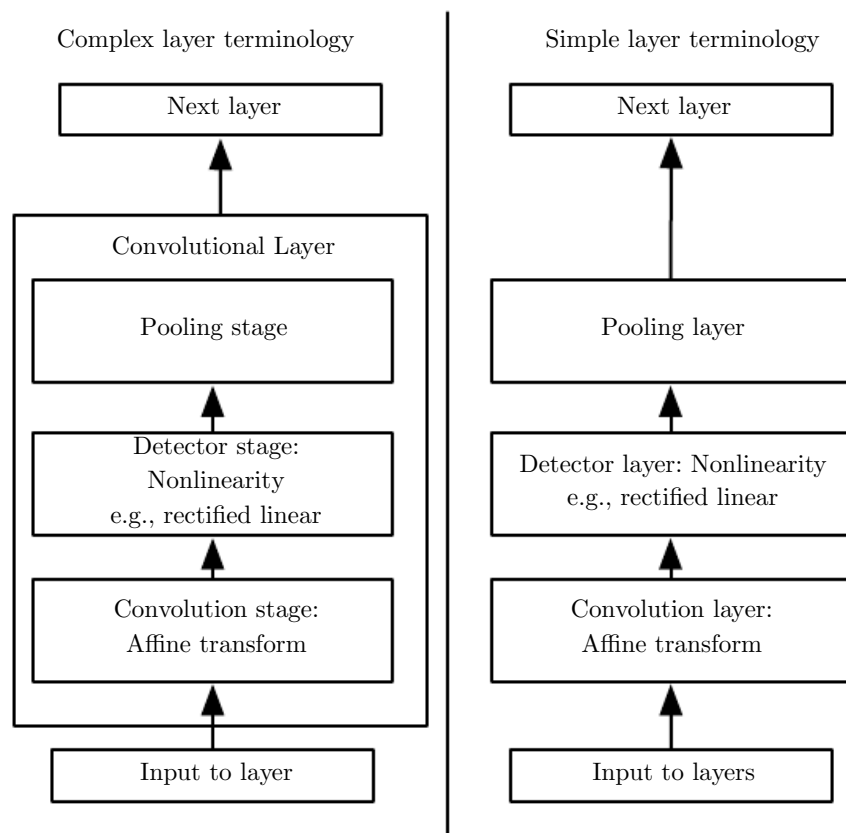 Complex layer terminology
Next layer
Convolutional Layer
Pooling stage
Detector stage:
Nonlinearity
e.g., rectified linear
Convolution stage:
Affine transform
Input to layer
Simple layer terminology
Next layer
Pooling layer
Detector layer: Nonlinearity
e.g., rectified linear
Convolution layer:
Affine transform
Input to layers